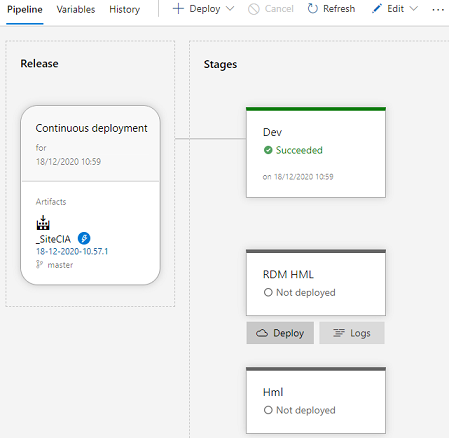 Pipeline Variables History Deploy Cancel Refresh Edit
Release
Stages
Continuous deployment
for
18/12/2020 10:59
Artifacts
_SiteCIA
18-12-2020-10.57.1
master
Dev
Succeeded
on 18/12/2020 10:59
RDM HML
Not deployed
Deploy Logs
Hml
Not deployed